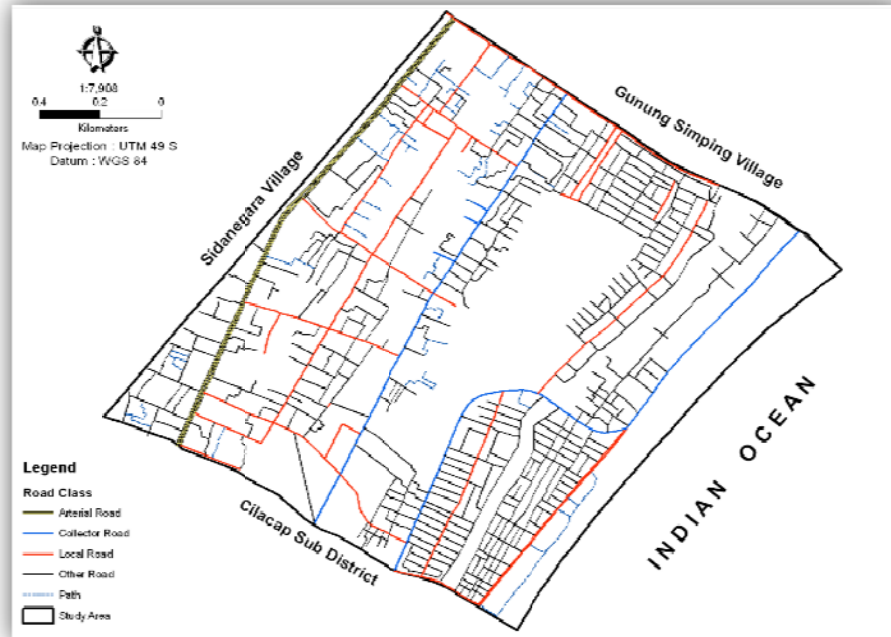 1:7,908
0.4 0.2 0
Kilometers
Map Projection : UTM 49 S
Datum : WGS 84
Gunung Simping Village
Sidanegara Village
INDIAN OCEAN
Cilacap Sub District
Legend
Road Class
Arterial Road
Collector Road
Local Road
Other Road
Path
Study Area